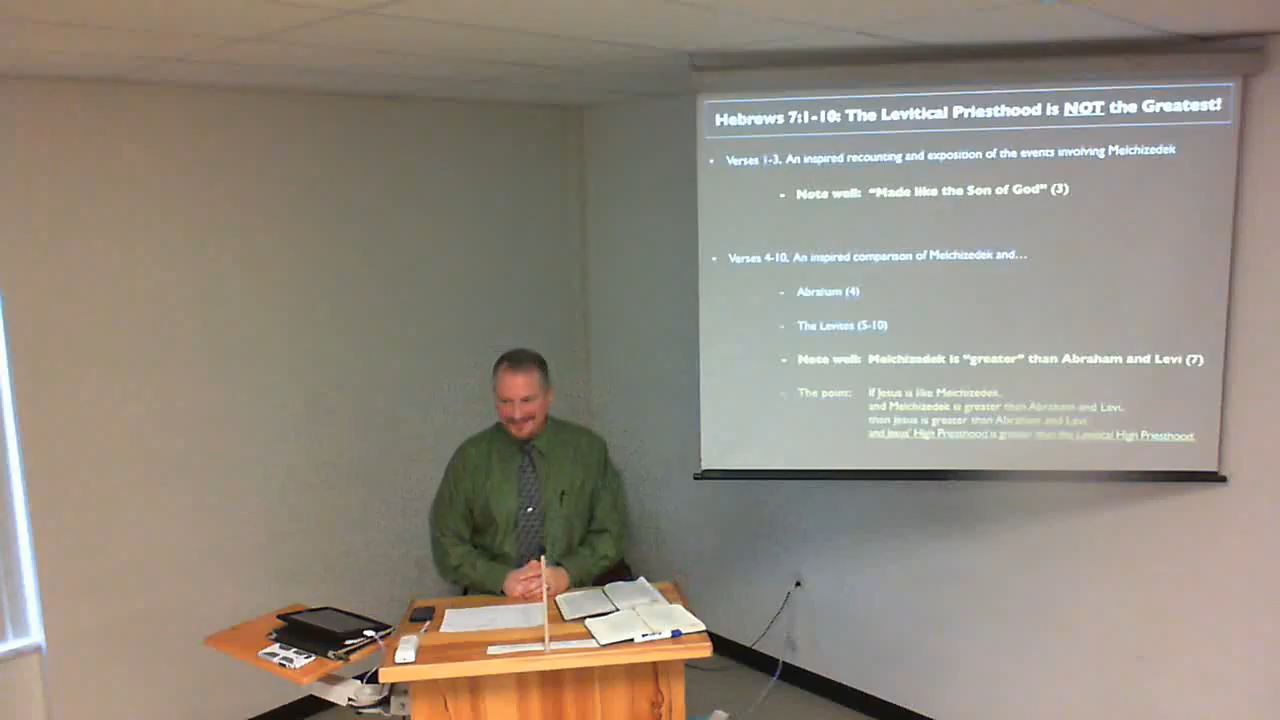 Hebrews 7:1-10: The Levitical Priesthood is NOT the Greatest!
• Verses 1-3. An inspired recounting and exposition of the events involving Melchizedek
- Note well: “Made like the Son of God” (3)
• Verses 4-10. An inspired comparison of Melchizedek and…
- Abraham (4)
- The Levites (5-10)
- Note well: Melchizedek is “greater” than Abraham and Levi (7)
- The point: If Jesus is like Melchizedek,
and Melchizedek is greater than Abraham and Levi,
then Jesus is greater than Abraham and Levi
and Jesus' High Priesthood is greater than the Levitical High Priesthood